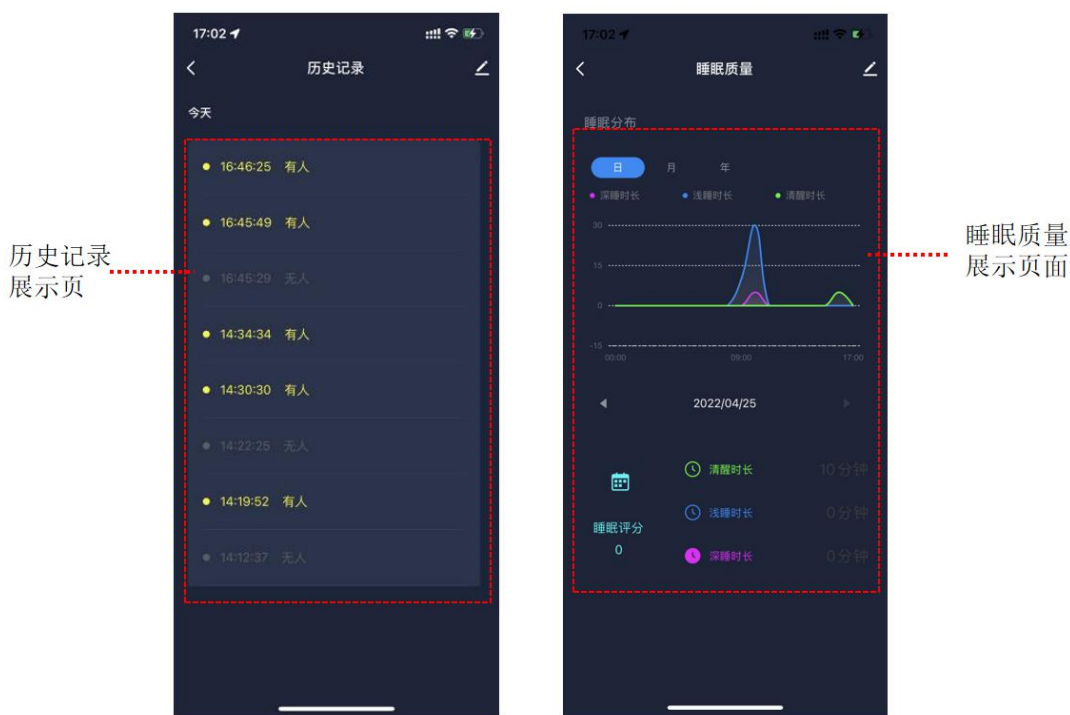 历史记录
展示页
17:02
历史记录
今天
16:46:25 有人
16:45:49 有人
16:45:29 无人
14:34:34 有人
14:30:30 有人
14:22:25 无人
14:19:52 有人
14:12:37 无人
17:02
睡眠质量
睡眠分布
日 月 年
深睡时长 浅睡时长 清醒时长
30
15
0
-15
00:00 09:00 17:00
2022/04/25
睡眠评分
0
清醒时长 10分钟
浅睡时长 0分钟
深睡时长 0分钟
睡眠质量
展示页面